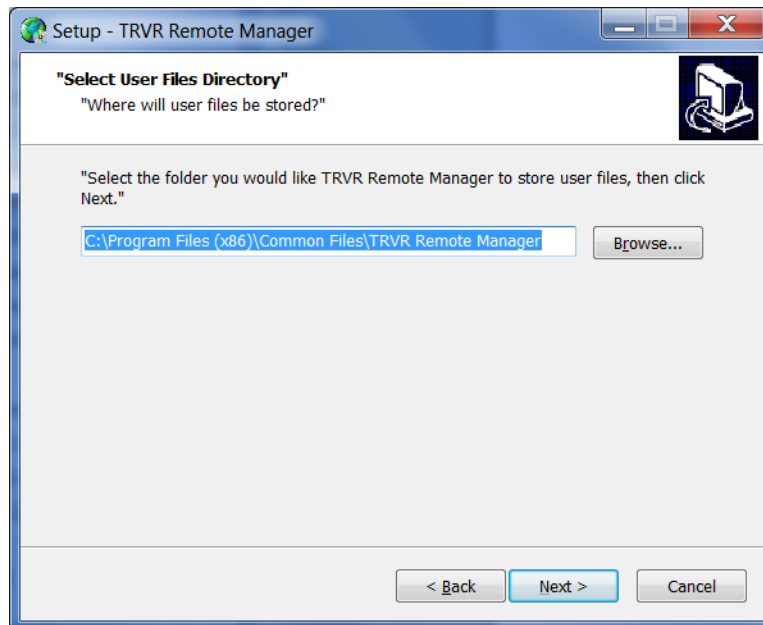 Setup - TRVR Remote Manager
"Select User Files Directory"
"Where will user files be stored?"
"Select the folder you would like TRVR Remote Manager to store user files, then click
Next."
C:\Program Files (x86)\Common Files\TRVR Remote Manager
Browse...
< Back
Next >
Cancel